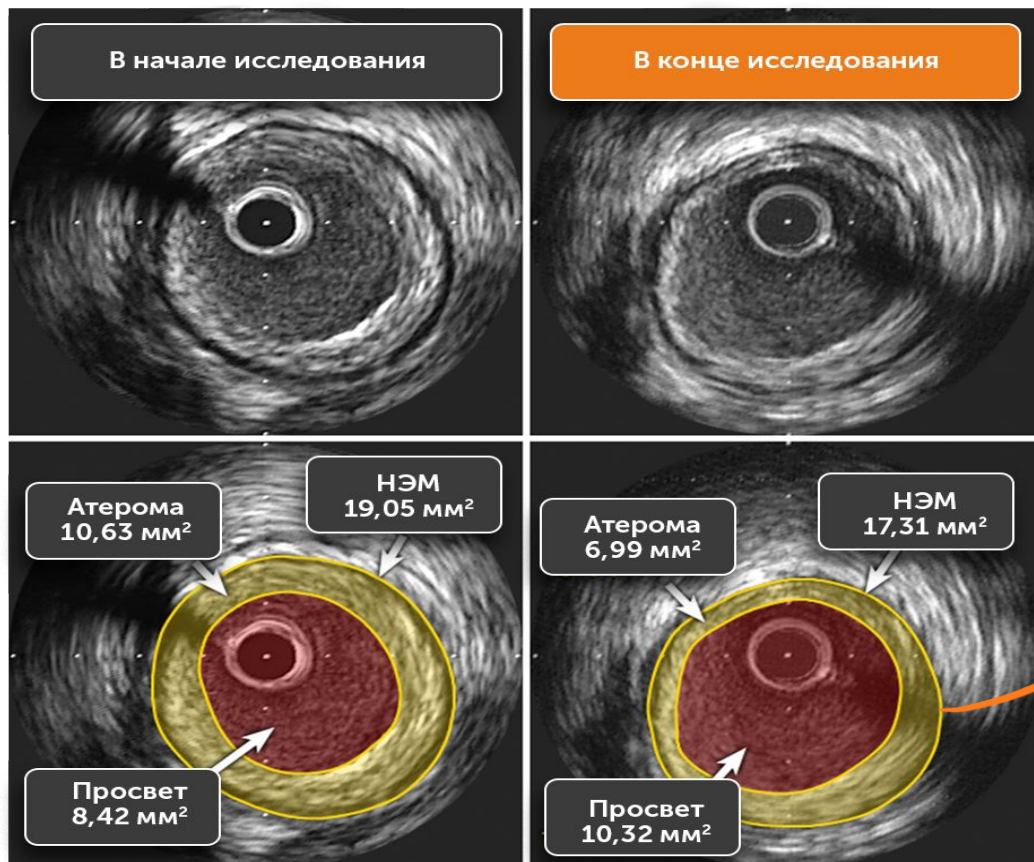 В начале исследования
В конце исследования
Атерома
10,63 мм²
НЭМ
19,05 мм²
Просвет
8,42 мм²
Атерома
6,99 мм²
НЭМ
17,31 мм²
Просвет
10,32 мм²